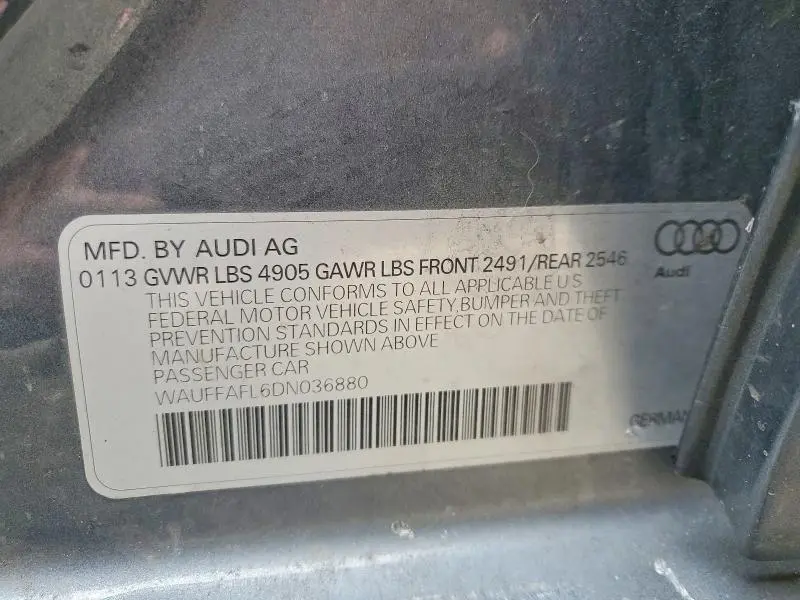 MFD. BY AUDI AG
0113 GVWR LBS 4905 GAWR LBS FRONT 2491/REAR 2546
THIS VEHICLE CONFORMS TO ALL APPLICABLE U S
FEDERAL MOTOR VEHICLE SAFETY,BUMPER AND THEFT
PREVENTION STANDARDS IN EFFECT ON THE DATE OF
MANUFACTURE SHOWN ABOVE
PASSENGER CAR
WAUFFAFL6DN036880
Audi
GERMAN